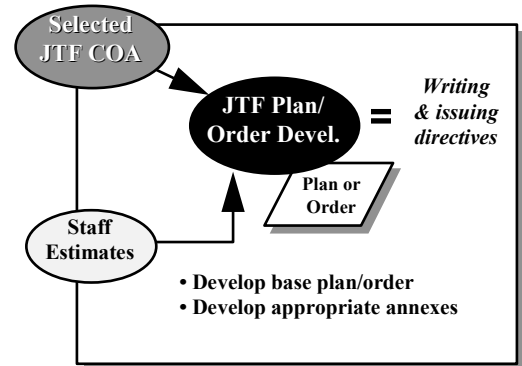 Selected
JTF COA
JTF Plan/
Order Devel.
=
Writing
& issuing
directives
Plan or
Order
Staff
Estimates
• Develop base plan/order
• Develop appropriate annexes